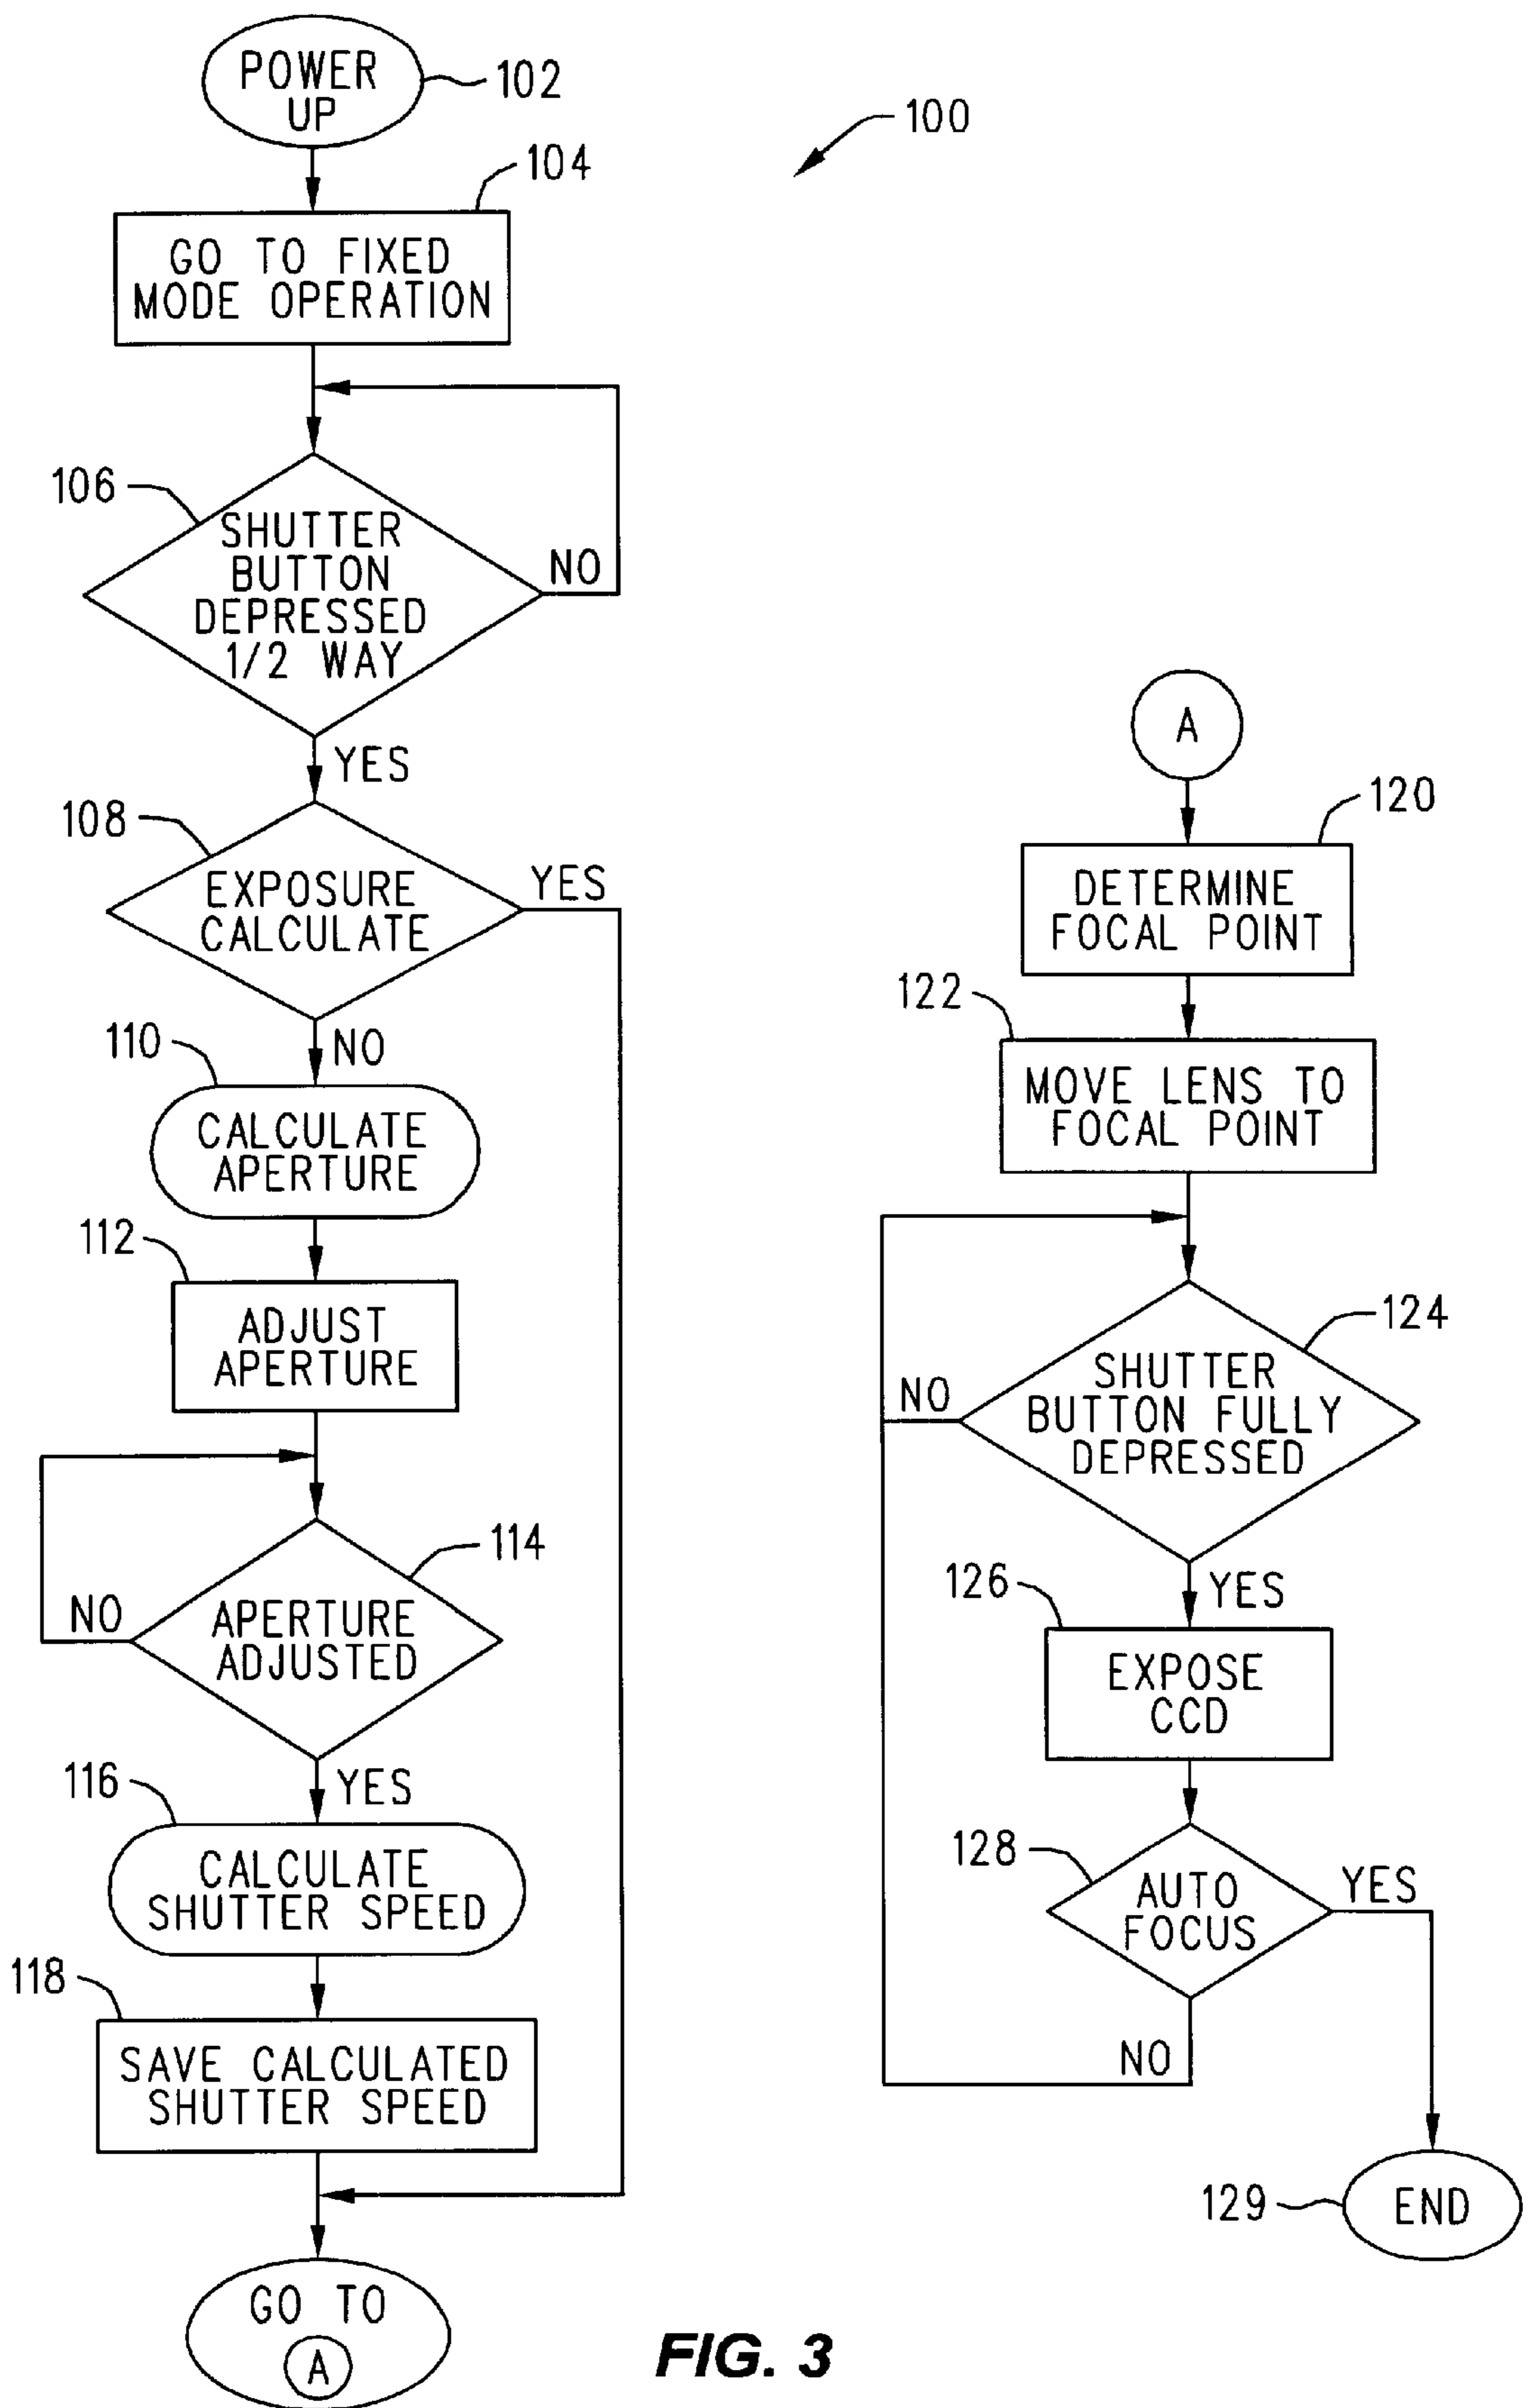 POWER
UP
102
100
104
GO TO FIXED
MODE OPERATION
106
SHUTTER
BUTTON
DEPRESSED
1/2 WAY
NO
YES
108
EXPOSURE
CALCULATE
YES
NO
110
CALCULATE
APERTURE
112
ADJUST
APERTURE
114
NO
APERTURE
ADJUSTED
YES
116
CALCULATE
SHUTTER SPEED
118
SAVE CALCULATED
SHUTTER SPEED
GO TO
A
A
120
DETERMINE
FOCAL POINT
122
MOVE LENS TO
FOCAL POINT
124
NO
SHUTTER
BUTTON FULLY
DEPRESSED
YES
126
EXPOSE
CCD
128
AUTO
FOCUS
YES
NO
129
END
FIG. 3